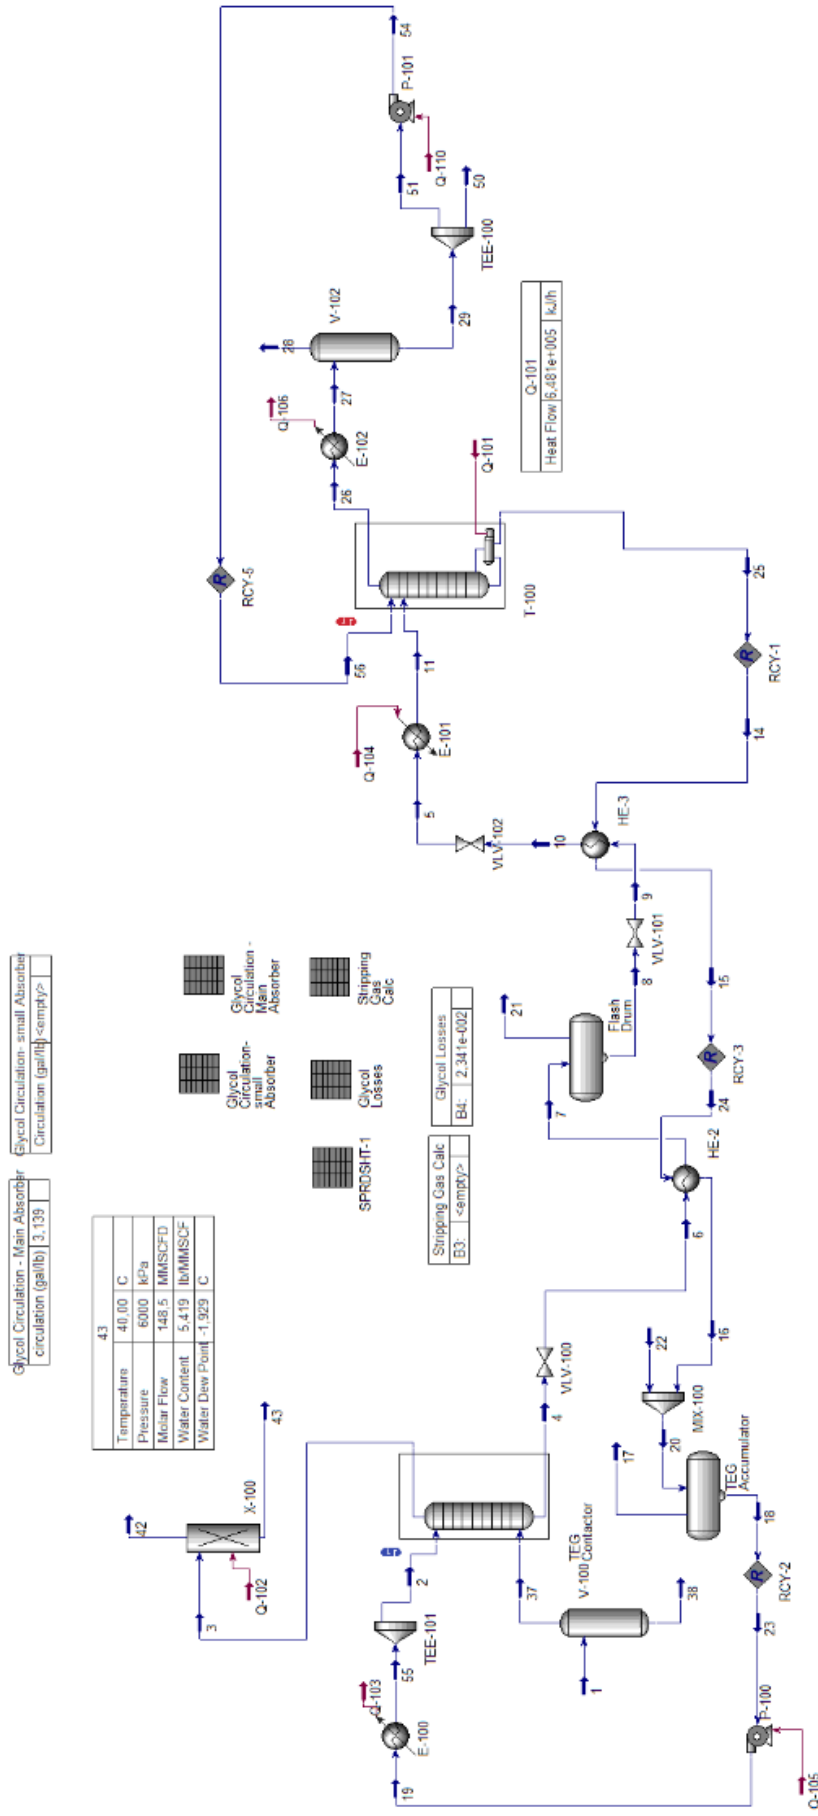 Glycol Circulation - Main Absorber
circulation (gal/lb) 3,139
Glycol Circulation- small Absorber
Circulation (gal/lb) <empty>
43
Temperature 40,00 C
Pressure 6000 kPa
Molar Flow 148,5 MMSCFD
Water Content 5,419 lb/MMSCF
Water Dew Point -1,929 C
Glycol
Circulation -
Main
Absorber
Glycol
Circulation-
small
Absorber
Stripping
Gas
Calc
Glycol
Losses
SPRDSHT-1
Stripping Gas Calc
B3: <empty>
Glycol Losses
B4: 2,341e-002
Q-101
Heat Flow 6,481e+005 kJ/h
42
X-100
43
3
Q-102
19
Q-103
E-100
55
TEE-101
2
37
1
V-100
TEG
Contactor
38
4
VLV-100
6
HE-2
7
21
Flash
Drum
8
VLV-101
9
HE-3
10
VLV-102
5
Q-104
E-101
11
56
RCY-5
T-100
Q-101
26
E-102
Q-106
27
V-102
28
29
TEE-100
50
51
Q-110
P-101
54
25
RCY-1
14
15
RCY-3
24
16
22
MIX-100
20
17
TEG
Accumulator
18
RCY-2
23
P-100
Q-105
R
R
R
R